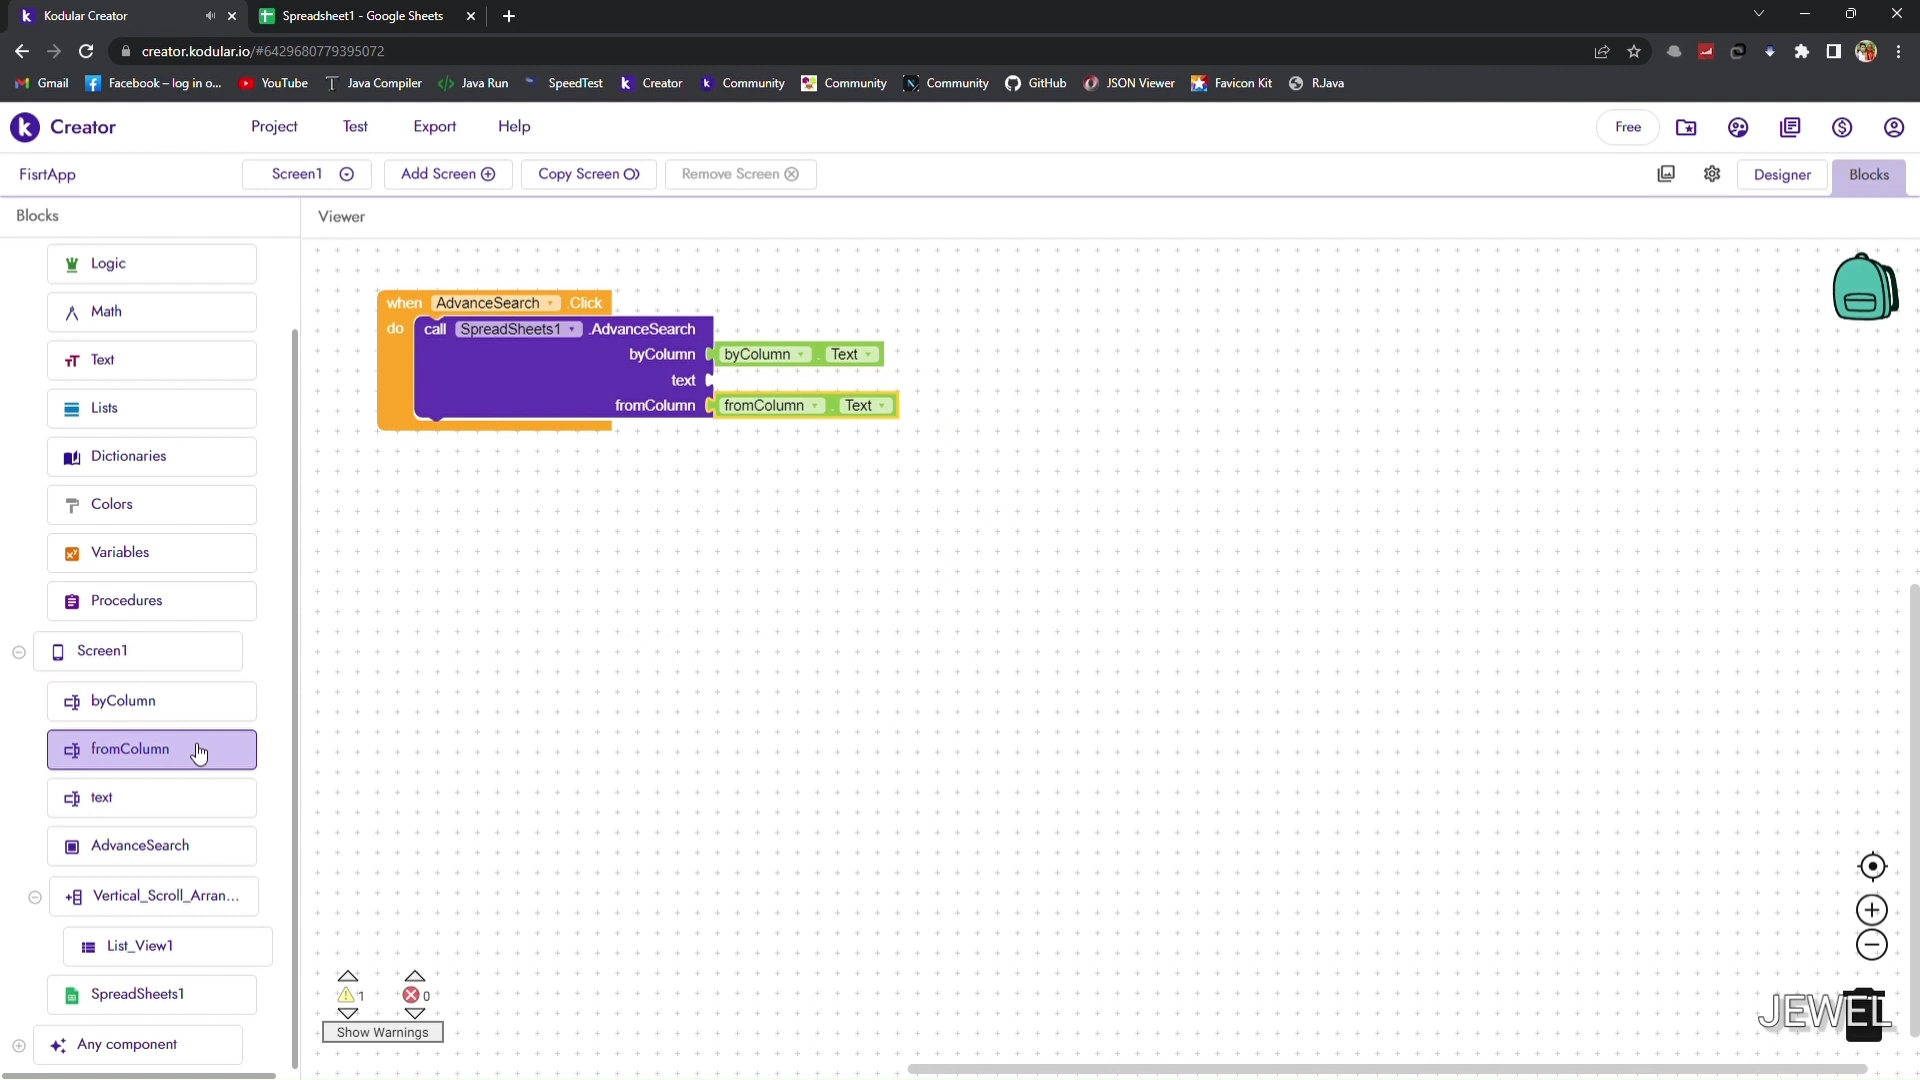 Kodular Creator
Spreadsheet1 - Google Sheets
creator.kodular.io/#6429680779395072
Gmail
Facebook – log in o...
YouTube
Java Compiler
Java Run
SpeedTest
Creator
Community
Community
Community
GitHub
JSON Viewer
Favicon Kit
RJava
Creator
Project
Test
Export
Help
Free
FisrtApp
Screen1
Add Screen
Copy Screen
Remove Screen
Designer
Blocks
Blocks
Viewer
Logic
Math
Text
Lists
Dictionaries
Colors
Variables
Procedures
Screen1
byColumn
fromColumn
text
AdvanceSearch
Vertical_Scroll_Arran...
List_View1
SpreadSheets1
Any component
when AdvanceSearch .Click
do call SpreadSheets1 .AdvanceSearch
byColumn byColumn . Text
text
fromColumn fromColumn . Text
1 0
Show Warnings
JEWEL